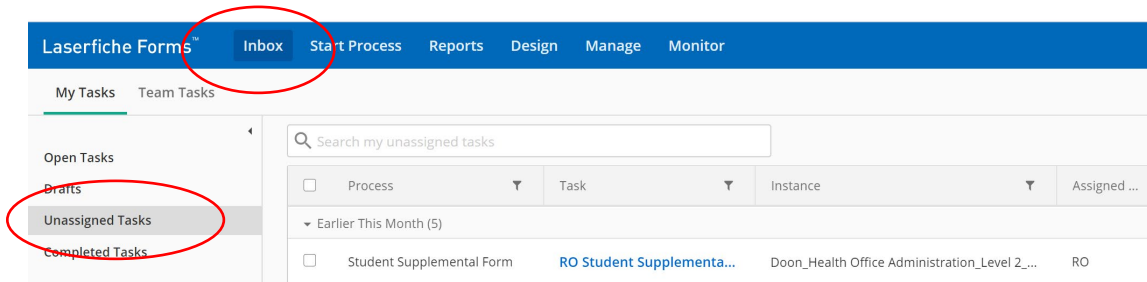 Laserfiche Forms™ Inbox Start Process Reports Design Manage Monitor
My Tasks Team Tasks
Search my unassigned tasks
Open Tasks
Process Task Instance Assigned ...
Drafts
Unassigned Tasks
Earlier This Month (5)
Completed Tasks
Student Supplemental Form RO Student Supplementa... Doon_Health Office Administration_Level 2_... RO